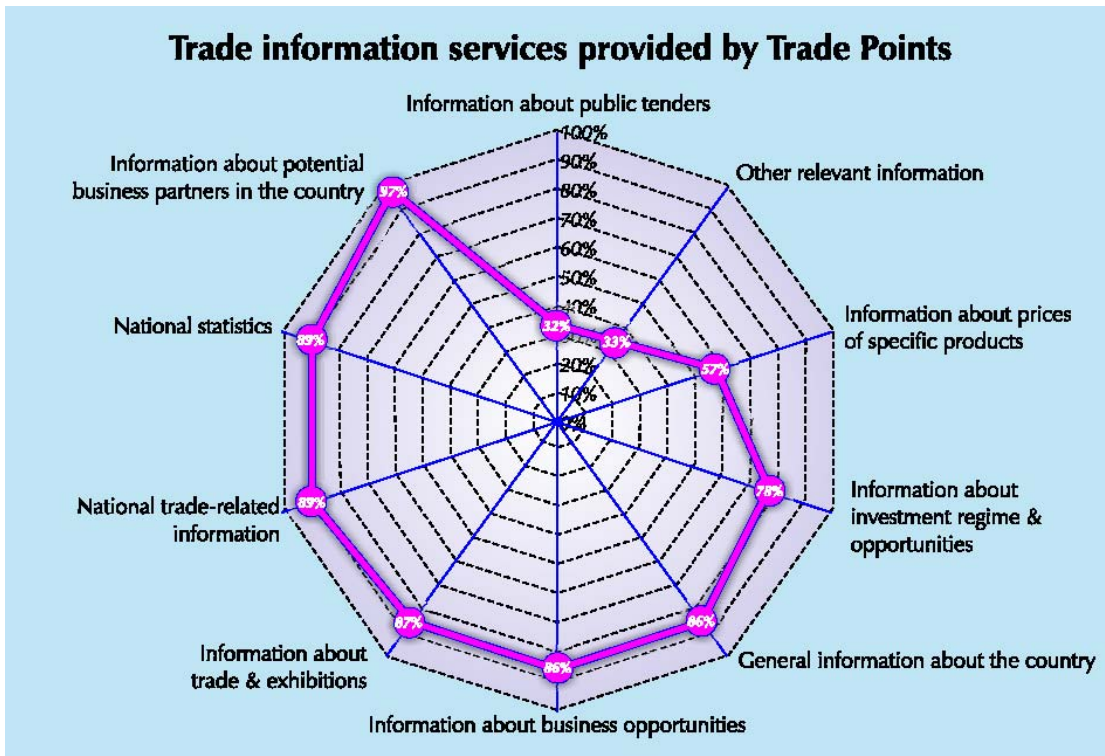 Trade information services provided by Trade Points
Information about public tenders
100%
90%
80%
70%
60%
50%
40%
30%
20%
10%
0%
Other relevant information
Information about prices
of specific products
Information about
investment regime &
opportunities
General information about the country
Information about business opportunities
Information about
trade & exhibitions
National trade-related
information
National statistics
Information about potential
business partners in the country
32%
33%
57%
78%
86%
86%
87%
89%
89%
97%